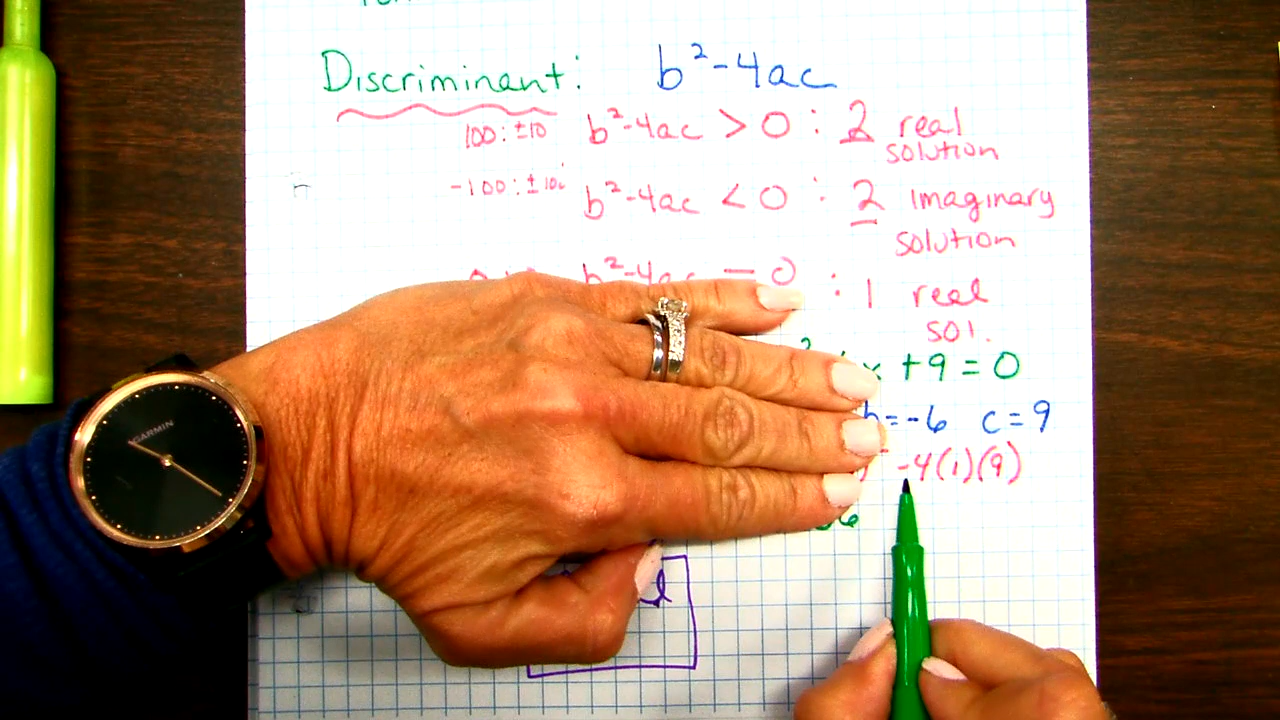 Discriminant: b²-4ac
100: ±10 b²-4ac > 0 : 2 real
solution
-100: ±10i b²-4ac < 0 : 2 imaginary
solution
b²-4ac = 0 : 1 real
sol.
+9=0
b=-6 c=9
-4(1)(9)
36
GARMIN